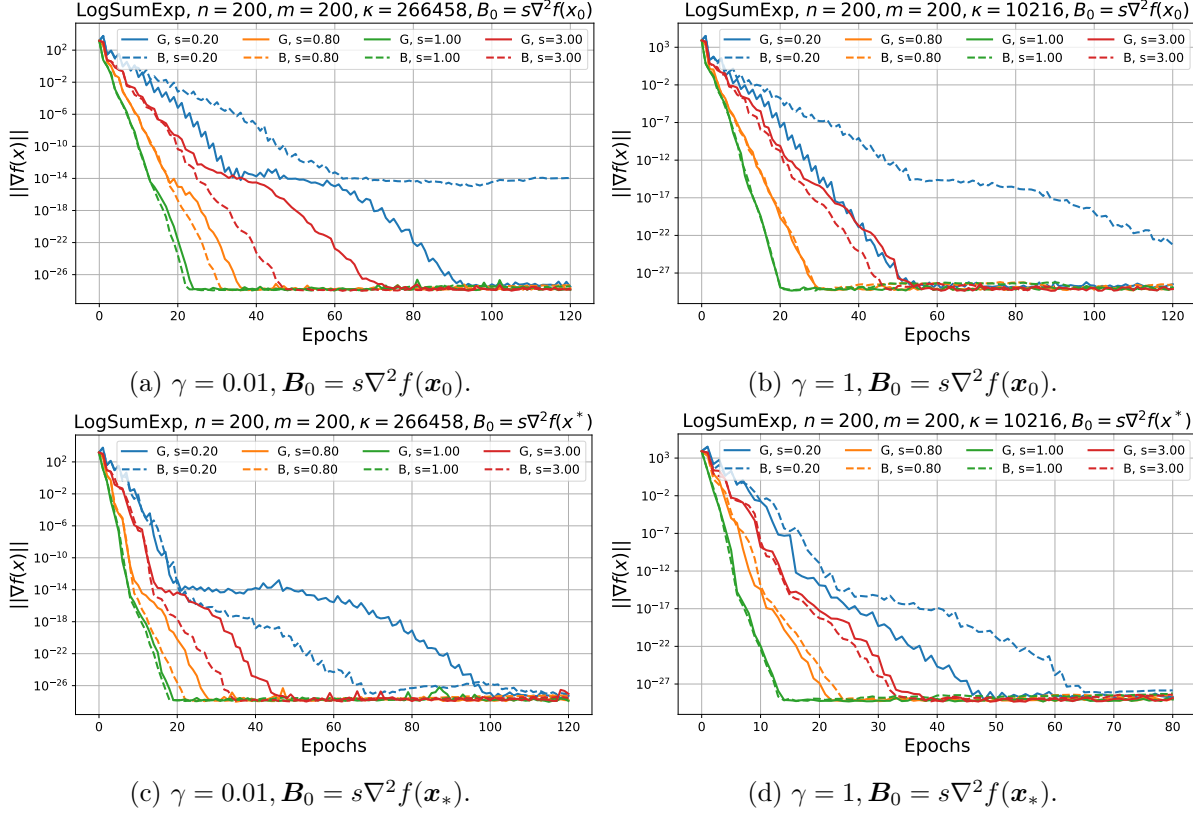 LogSumExp, n = 200, m = 200, κ = 266458, B₀ = s∇²f(x₀)
G, s=0.20 G, s=0.80 G, s=1.00 G, s=3.00
B, s=0.20 B, s=0.80 B, s=1.00 B, s=3.00
10²
10⁻²
10⁻⁶
10⁻¹⁰
10⁻¹⁴
10⁻¹⁸
10⁻²²
10⁻²⁶
||∇f(x)||
0 20 40 60 80 100 120
Epochs
(a) γ = 0.01, B₀ = s∇²f(x₀).
LogSumExp, n = 200, m = 200, κ = 10216, B₀ = s∇²f(x₀)
G, s=0.20 G, s=0.80 G, s=1.00 G, s=3.00
B, s=0.20 B, s=0.80 B, s=1.00 B, s=3.00
10³
10⁻²
10⁻⁷
10⁻¹²
10⁻¹⁷
10⁻²²
10⁻²⁷
||∇f(x)||
0 20 40 60 80 100 120
Epochs
(b) γ = 1, B₀ = s∇²f(x₀).
LogSumExp, n = 200, m = 200, κ = 266458, B₀ = s∇²f(x*)
G, s=0.20 G, s=0.80 G, s=1.00 G, s=3.00
B, s=0.20 B, s=0.80 B, s=1.00 B, s=3.00
10²
10⁻²
10⁻⁶
10⁻¹⁰
10⁻¹⁴
10⁻¹⁸
10⁻²²
10⁻²⁶
||∇f(x)||
0 20 40 60 80 100 120
Epochs
(c) γ = 0.01, B₀ = s∇²f(x∗).
LogSumExp, n = 200, m = 200, κ = 10216, B₀ = s∇²f(x*)
G, s=0.20 G, s=0.80 G, s=1.00 G, s=3.00
B, s=0.20 B, s=0.80 B, s=1.00 B, s=3.00
10³
10⁻²
10⁻⁷
10⁻¹²
10⁻¹⁷
10⁻²²
10⁻²⁷
||∇f(x)||
0 10 20 30 40 50 60 70 80
Epochs
(d) γ = 1, B₀ = s∇²f(x∗).